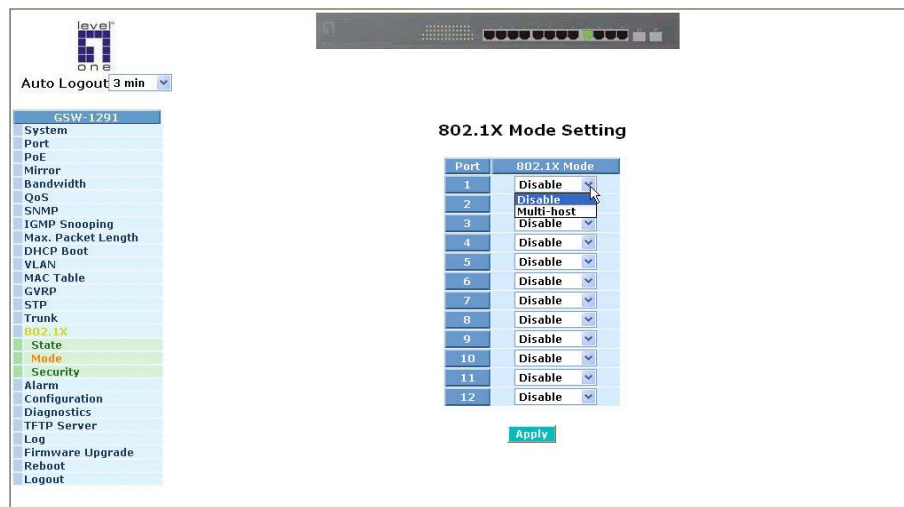 level
one
Auto Logout 3 min
GSW-1291
System
Port
PoE
Mirror
Bandwidth
QoS
SNMP
IGMP Snooping
Max. Packet Length
DHCP Boot
VLAN
MAC Table
GVRP
STP
Trunk
802.1X
State
Mode
Security
Alarm
Configuration
Diagnostics
TFTP Server
Log
Firmware Upgrade
Reboot
Logout
802.1X Mode Setting
Port 802.1X Mode
1 Disable
Disable
2
Multi-host
3 Disable
4 Disable
5 Disable
6 Disable
7 Disable
8 Disable
9 Disable
10 Disable
11 Disable
12 Disable
Apply